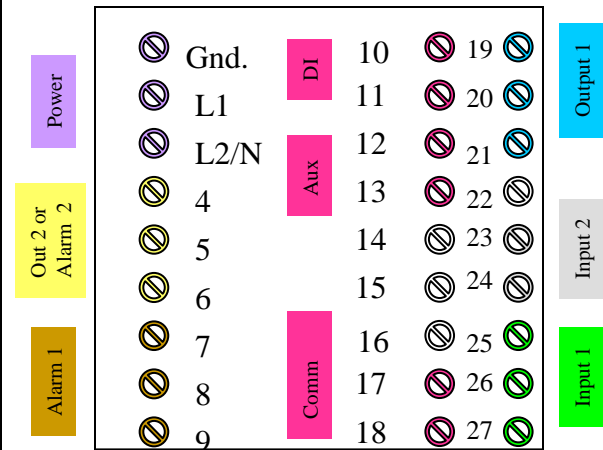 Power
Out 2 or
Alarm 2
Alarm 1
Gnd.
L1
L2/N
4
5
6
7
8
9
DI
Aux
Comm
10
11
12
13
14
15
16
17
18
19
20
21
22
23
24
25
26
27
Output 1
Input 2
Input 1